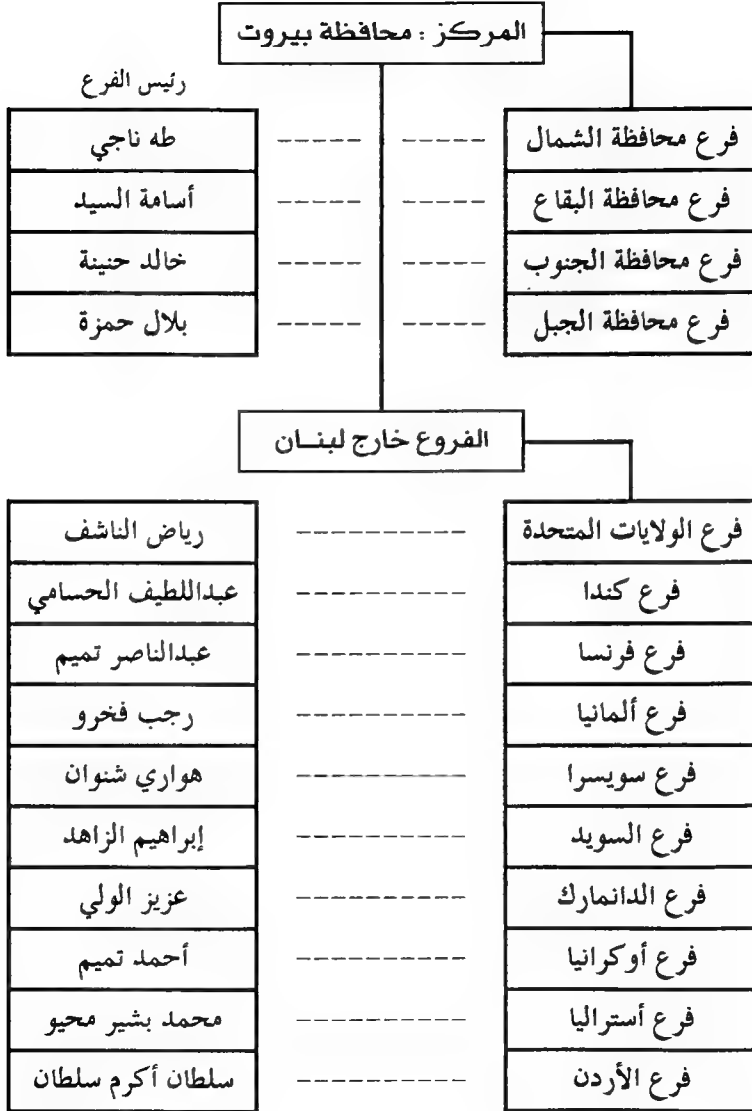 المركز : محافظة بيروت
رئيس الفرع
فرع محافظة الشمال ----- ----- طه ناجي
فرع محافظة البقاع ----- ----- أسامة السيد
فرع محافظة الجنوب ----- ----- خالد حنينة
فرع محافظة الجبل ----- ----- بلال حمزة
الفروع خارج لبنــان
فرع الولايات المتحدة ---------- رياض الناشف
فرع كندا ---------- عبداللطيف الحسامي
فرع فرنسا ---------- عبدالناصر تميم
فرع ألمانيا ---------- رجب فخرو
فرع سويسرا ---------- هواري شنوان
فرع السويد ---------- إبراهيم الزاهد
فرع الدانمارك ---------- عزيز الولي
فرع أوكرانيا ---------- أحمد تميم
فرع أستراليا ---------- محمد بشير محيو
فرع الأردن ---------- سلطان أكرم سلطان